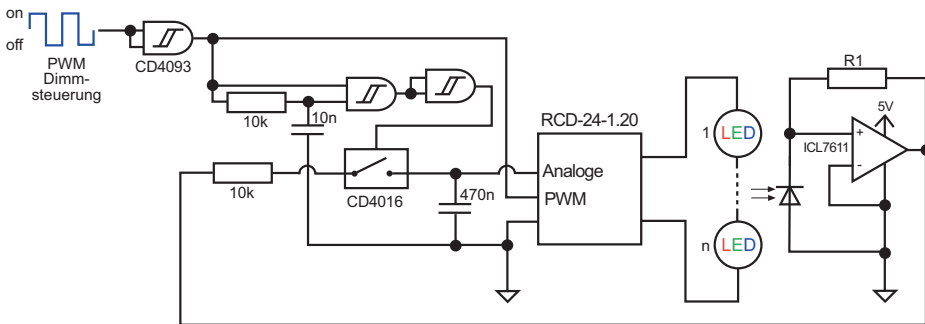 on
off
PWM
Dimm-
steuerung
CD4093
10k
10n
10k
CD4016
470n
RCD-24-1.20
Analoge
PWM
1
LED
n
LED
R1
5V
ICL7611
+
-